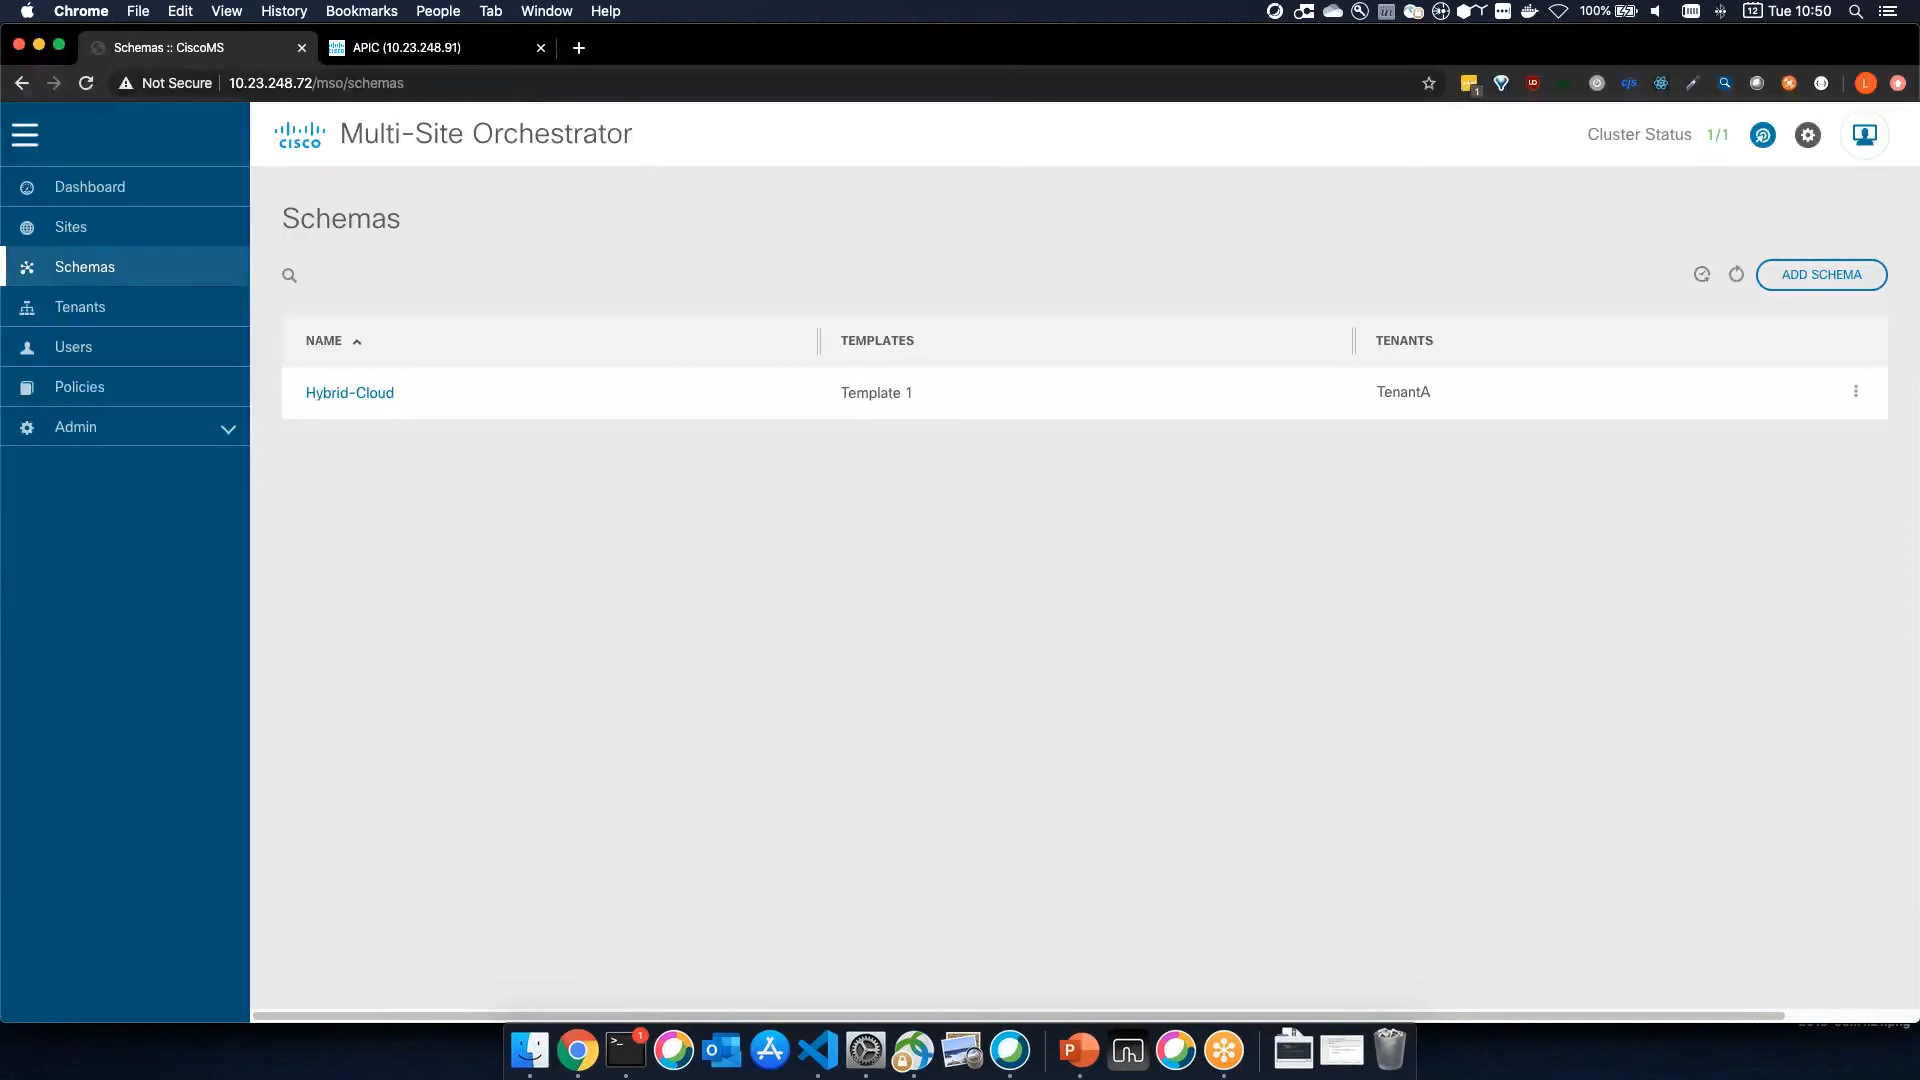 Chrome File Edit View History Bookmarks People Tab Window Help
100% 12 Tue 10:50
Schemas :: CiscoMS
APIC (10.23.248.91)
Not Secure 10.23.248.72/mso/schemas
cisco Multi-Site Orchestrator
Cluster Status 1/1
Dashboard
Sites
Schemas
Tenants
Users
Policies
Admin
Schemas
ADD SCHEMA
NAME TEMPLATES TENANTS
Hybrid-Cloud Template 1 TenantA